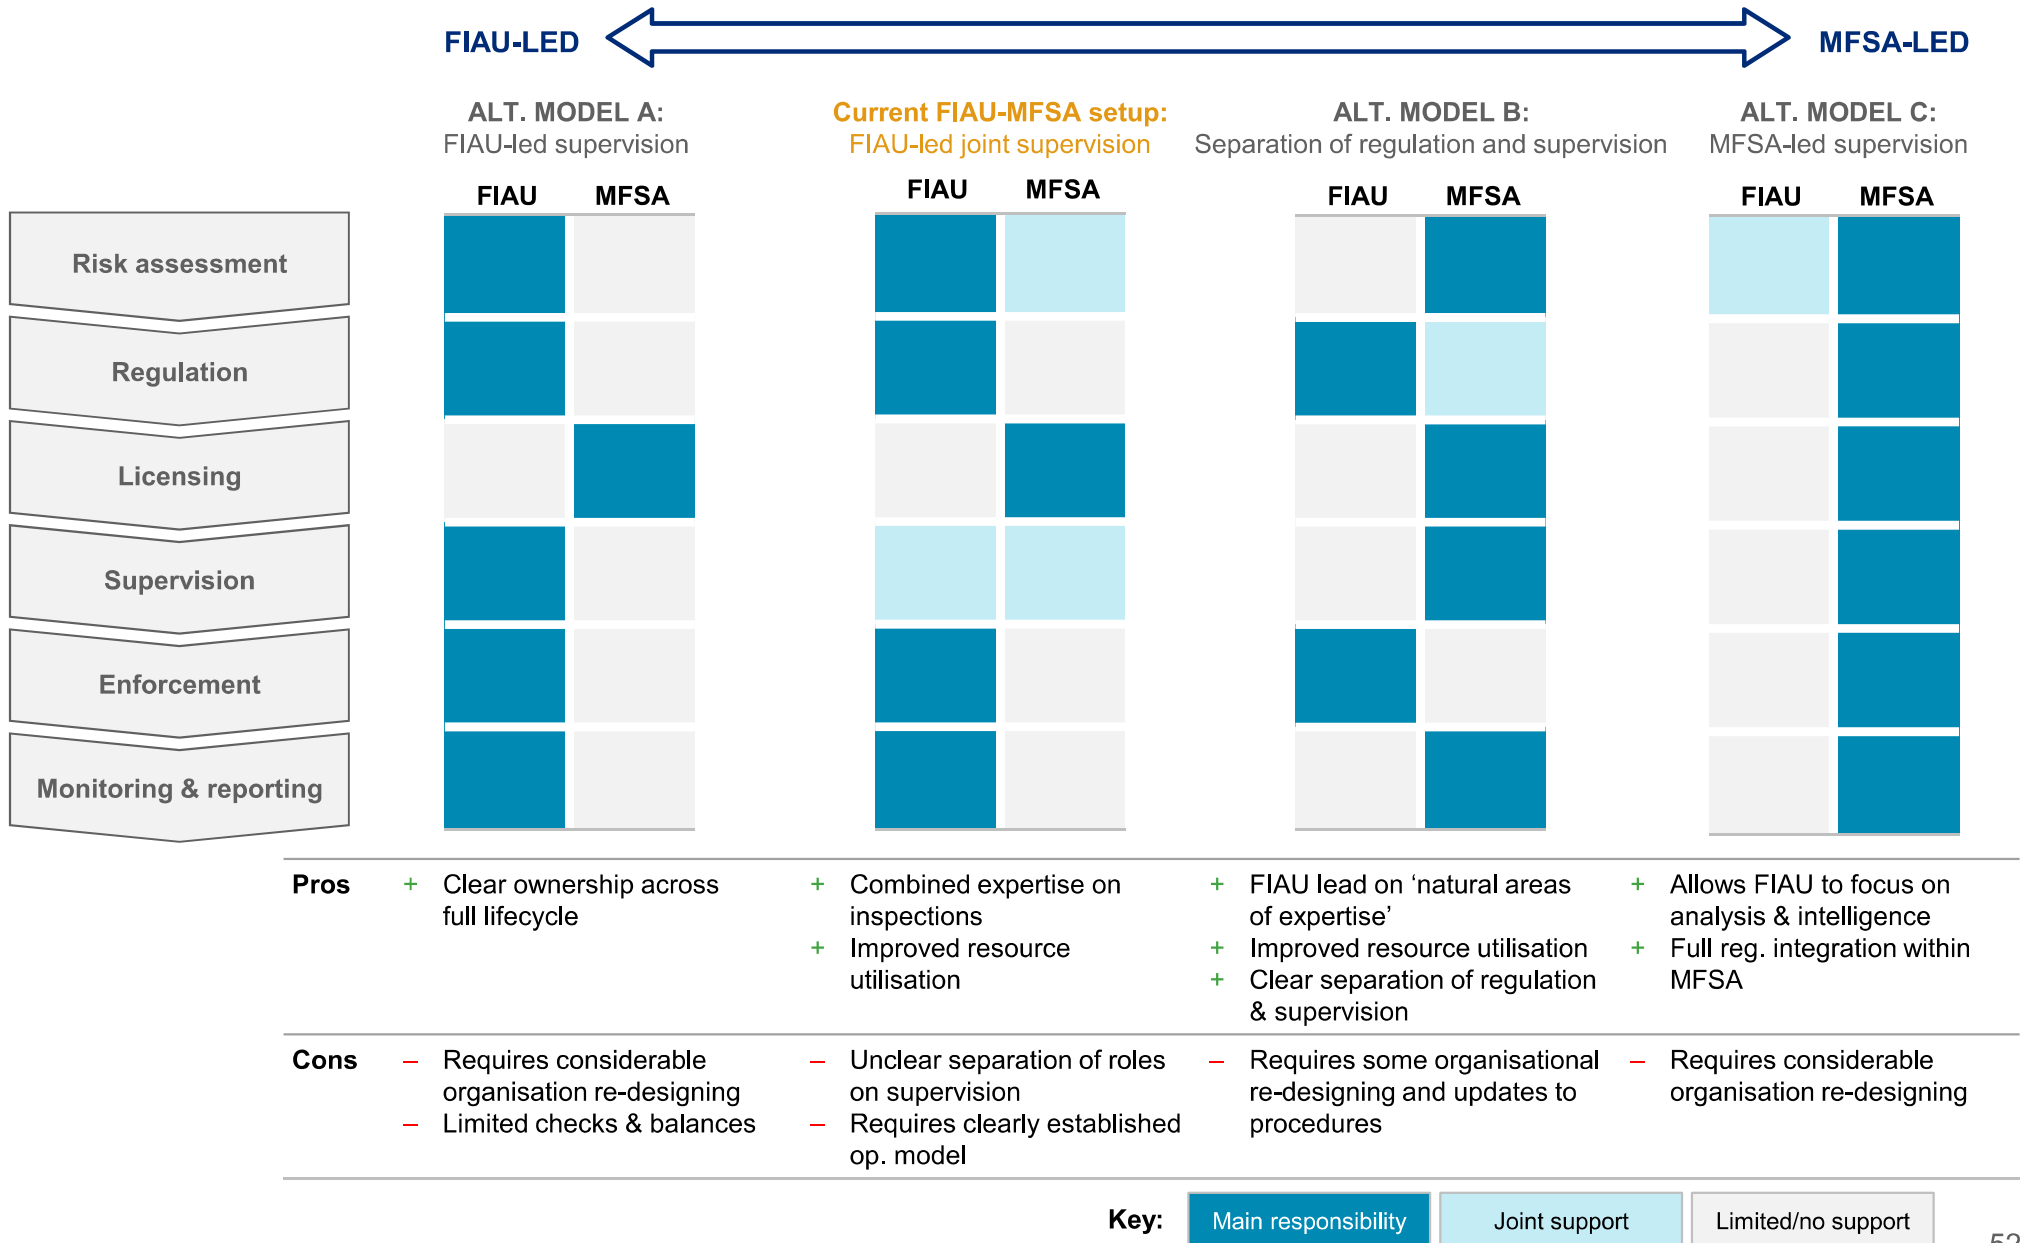 FIAU-LED
MFSA-LED
ALT. MODEL A:
FIAU-led supervision
Current FIAU-MFSA setup:
FIAU-led joint supervision
ALT. MODEL B:
Separation of regulation and supervision
ALT. MODEL C:
MFSA-led supervision
FIAU MFSA
FIAU MFSA
FIAU MFSA
FIAU MFSA
Risk assessment
Regulation
Licensing
Supervision
Enforcement
Monitoring & reporting
Pros
+ Clear ownership across
full lifecycle
+ Combined expertise on
inspections
+ Improved resource
utilisation
+ FIAU lead on ‘natural areas
of expertise’
+ Improved resource utilisation
+ Clear separation of regulation
& supervision
+ Allows FIAU to focus on
analysis & intelligence
+ Full reg. integration within
MFSA
Cons
– Requires considerable
organisation re-designing
– Limited checks & balances
– Unclear separation of roles
on supervision
– Requires clearly established
op. model
– Requires some organisational
re-designing and updates to
procedures
– Requires considerable
organisation re-designing
Key:
Main responsibility
Joint support
Limited/no support